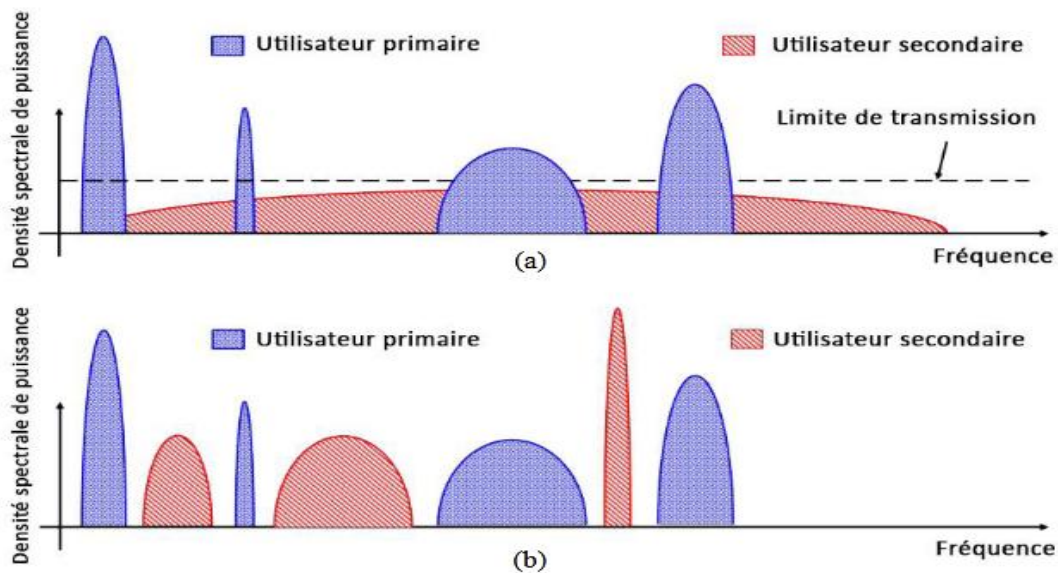 Densité spectrale de puissance
Utilisateur primaire
Utilisateur secondaire
Limite de transmission
Fréquence
(a)
Densité spectrale de puissance
Utilisateur primaire
Utilisateur secondaire
Fréquence
(b)